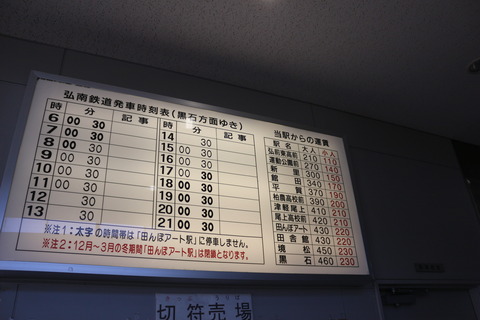 弘南鉄道発車時刻表(黒石方面ゆき)
時 分 記事
6 00 30
7 00 30
8 00 30
9 00 30
10 00 30
11 00 30
12 30
13 30
時 分 記事
14 30
15 00 30
16 00 30
17 00 30
18 00 30
19 00 30
20 00 30
21 00 30
※注1:太字の時間帯は「田んぼアート駅」に停車しません。
※注2:12月~3月の冬期間「田んぼアート駅」は閉鎖となります。
当駅からの運賃
駅名 大人 小人
弘前東高前 210 110
運動公園前 270 140
新里 300 150
館田 340 170
平賀 370 190
柏農高校前 390 200
津軽尾上 410 210
尾上高校前 420 210
田んぼアート 430 220
田舎館 430 220
境松 450 230
黒石 460 230
切符売場